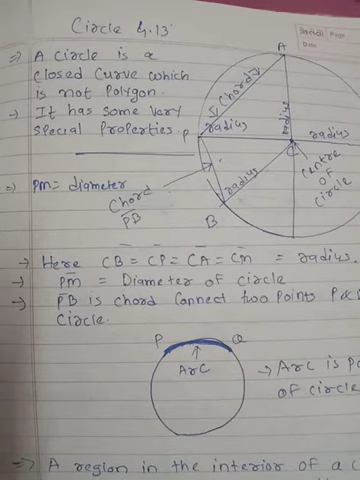 Circle 4.13
⇒ A circle is a
closed curve which
is not polygon.
→ It has some very
special properties.
Page
Date
A
(chord)
radius
P
radius
radius
radius
C
Centre
OF
Circle
⇒ PM = diameter
Chord
PB
B
→ Here CB = CP = CA = CM = radius.
→ PM = Diameter of circle
→ PB is chord connect two points P &
Circle.
P Q
Arc
→ Arc is
of circle
⇒ A region in the interior of a